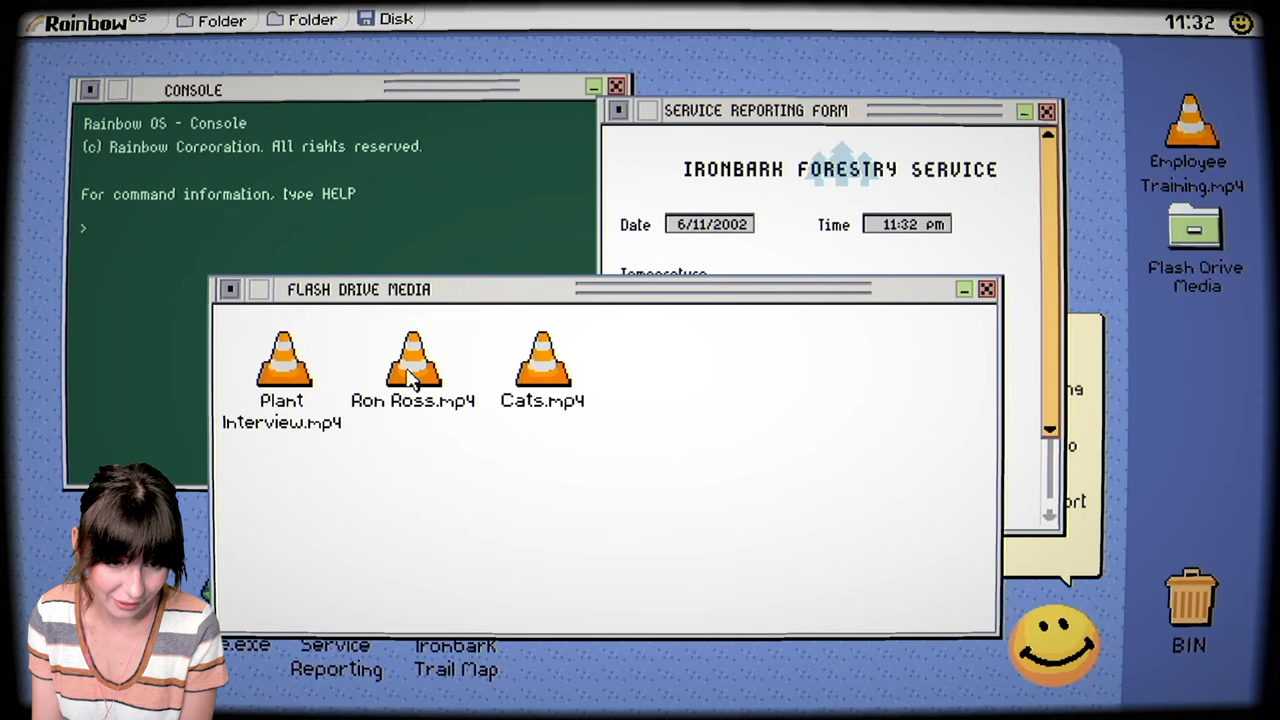 Rainbow OS
Folder
Folder
Disk
11:32
CONSOLE
Rainbow OS - Console
(c) Rainbow Corporation. All rights reserved.
For command information, type HELP
>
SERVICE REPORTING FORM
IRONBARK FORESTRY SERVICE
Date 6/11/2002 Time 11:32 pm
Temperature
FLASH DRIVE MEDIA
Plant
Interview.mp4
Ron Ross.mp4
Cats.mp4
Employee
Training.mp4
Flash Drive
Media
BIN
e.exe
Service
Reporting
Ironbark
Trail Map